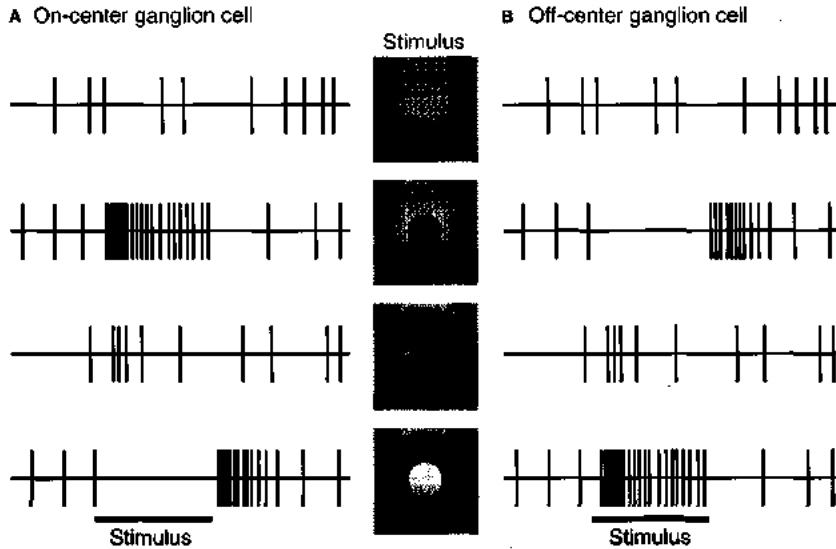 A On-center ganglion cell
Stimulus
B Off-center ganglion cell
Stimulus
Stimulus